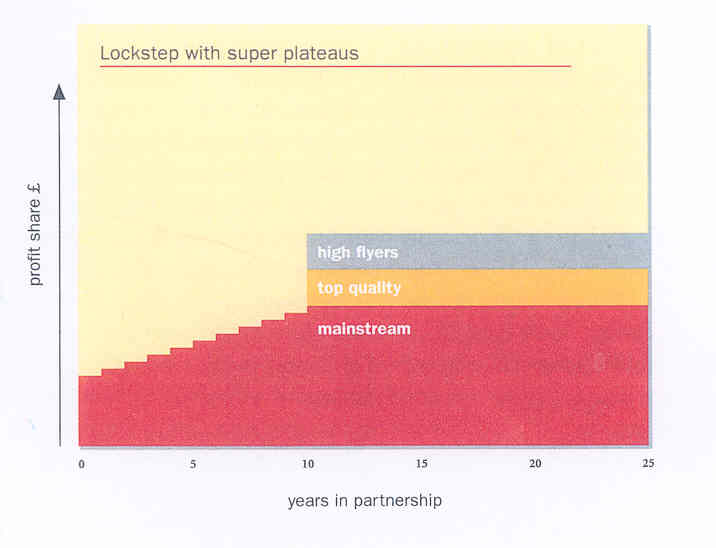 Lockstep with super plateaus
profit share £
high flyers
top quality
mainstream
0 5 10 15 20 25
years in partnership